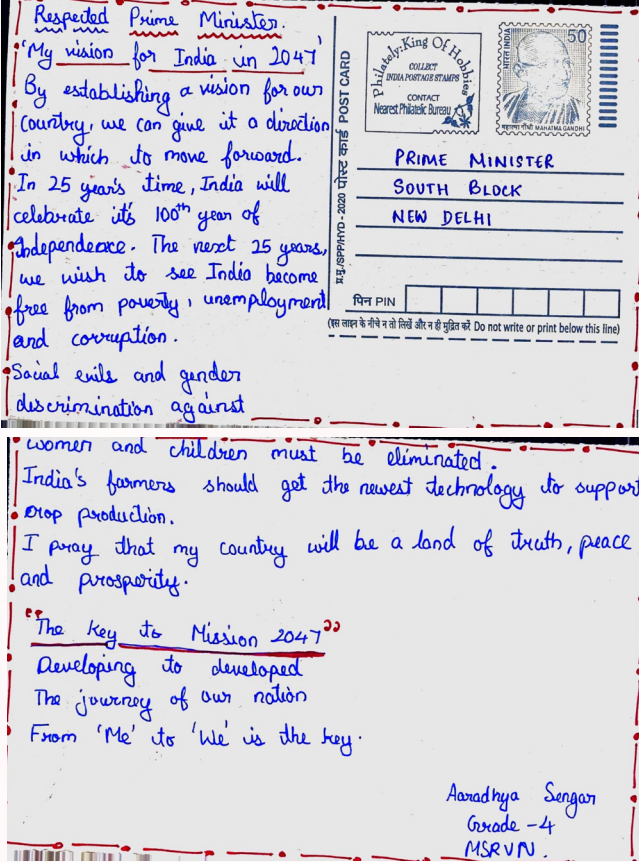 Respected Prime Minister.
'My vision for India in 2047'
By establishing a vision for our
country, we can give it a direction
in which to move forward.
In 25 year's time, India will
celebrate it's 100th year of
Independence. The next 25 years,
we wish to see India become
free from poverty, unemployment
and corruption.
Social evils and gender
discrimination against
Philately: King Of Hobbies
COLLECT
INDIA POSTAGE STAMPS
CONTACT
Nearest Philatelic Bureau
भारत INDIA
50
महात्मा गाँधी MAHATMA GANDHI
प्र.मु./SPP/HYD - 2020 पोस्ट कार्ड POST CARD
PRIME MINISTER
SOUTH BLOCK
NEW DELHI
पिन PIN
(इस लाइन के नीचे न तो लिखें और न ही मुद्रित करें Do not write or print below this line)
women and children must be eliminated.
India's farmers should get the newest technology to support
crop production.
I pray that my country will be a land of truth, peace
and prosperity.
"The key to Mission 2047"
Developing to developed
The journey of our nation
From 'Me' to 'We' is the key.
Aaradhya Sengar
Grade - 4
MSRVN.